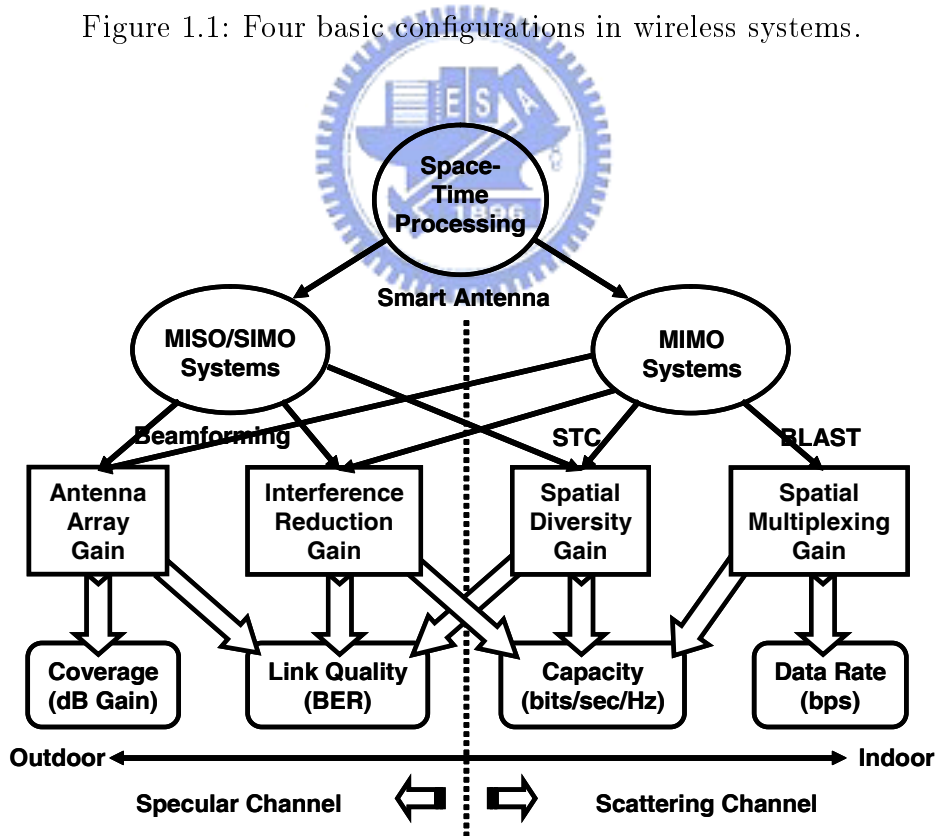 Figure 1.1: Four basic configurations in wireless systems.
E S A
1896
Space-
Time
Processing
Smart Antenna
MISO/SIMO
Systems
MIMO
Systems
Beamforming
STC
BLAST
Antenna
Array
Gain
Interference
Reduction
Gain
Spatial
Diversity
Gain
Spatial
Multiplexing
Gain
Coverage
(dB Gain)
Link Quality
(BER)
Capacity
(bits/sec/Hz)
Data Rate
(bps)
Outdoor
Indoor
Specular Channel
Scattering Channel